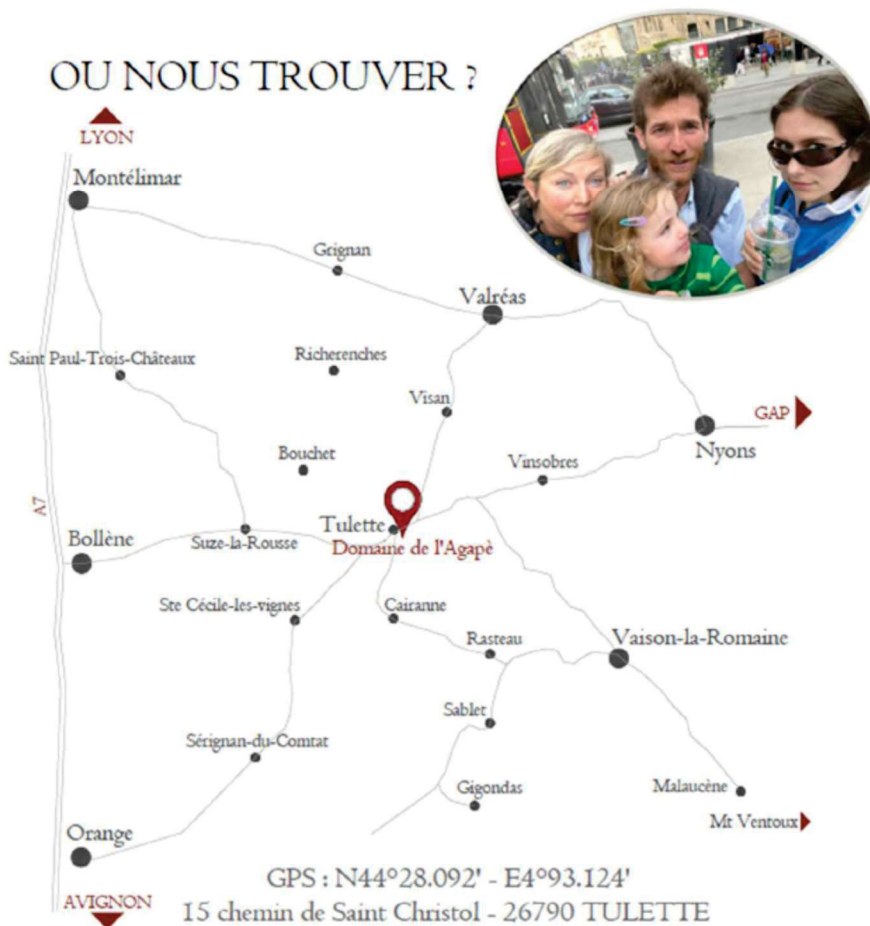 OU NOUS TROUVER ?
LYON
Montélimar
Grignan
Valréas
Saint Paul-Trois-Châteaux
Richerenches
Visan
GAP
Nyons
Bouchet
Vinsobres
A7
Tulette
Domaine de l'Agapè
Bollène
Suze-la-Rousse
Ste Cécile-les-vignes
Cairanne
Rasteau
Vaison-la-Romaine
Sablet
Sérignan-du-Comtat
Gigondas
Malaucène
Mt Ventoux
Orange
AVIGNON
GPS : N44°28.092' - E4°93.124'
15 chemin de Saint Christol - 26790 TULETTE